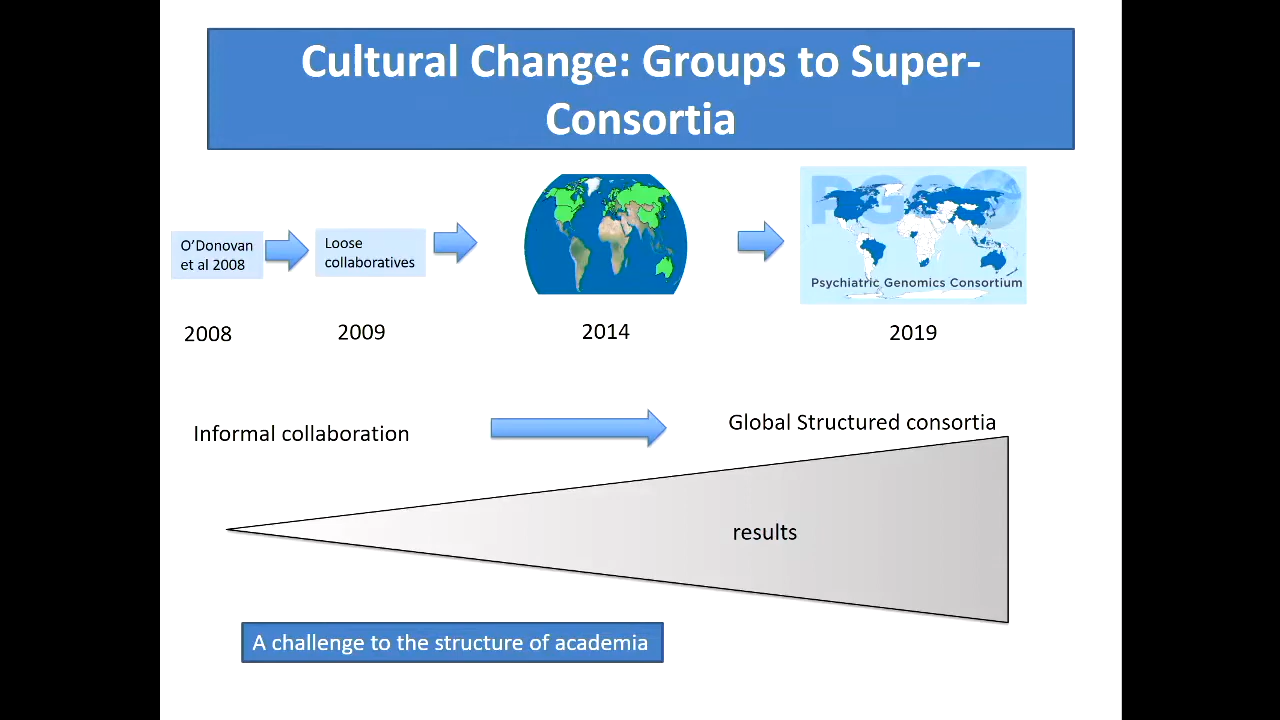 Cultural Change: Groups to Super-
Consortia
O’Donovan
et al 2008
Loose
collaboratives
PGC
Psychiatric Genomics Consortium
2008
2009
2014
2019
Informal collaboration
Global Structured consortia
results
A challenge to the structure of academia